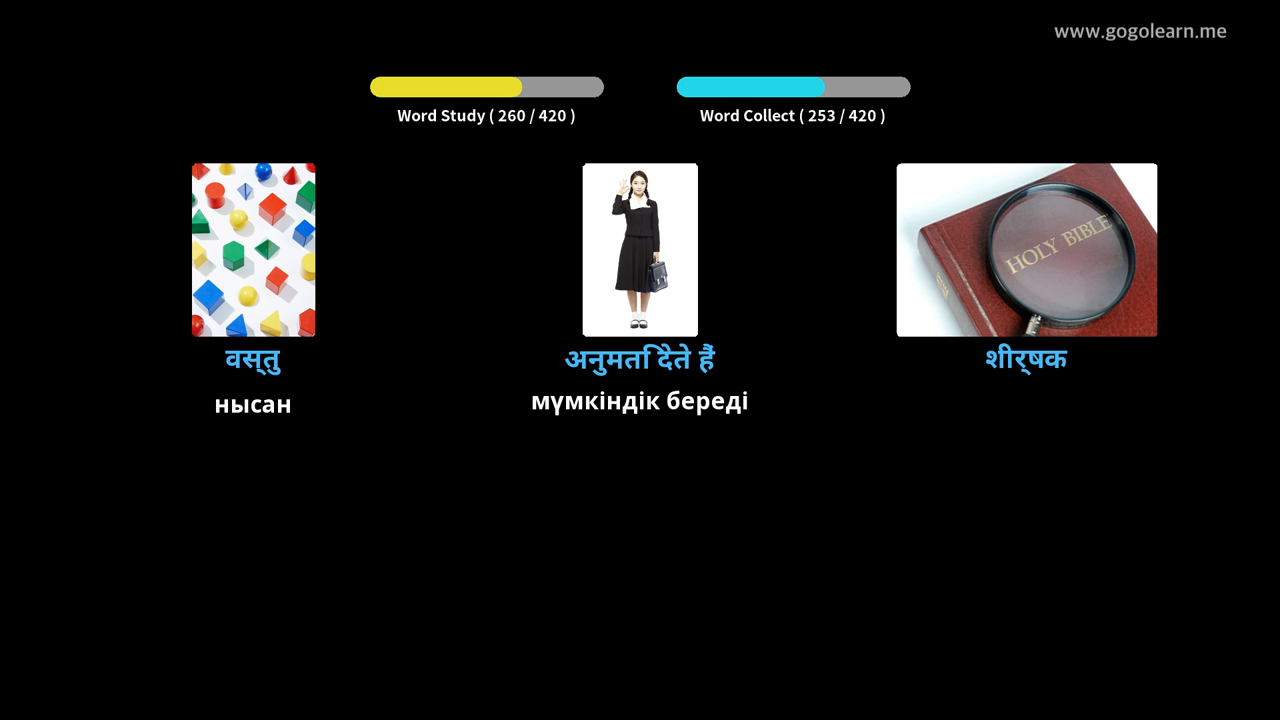 www.gogolearn.me
Word Study ( 260 / 420 )
Word Collect ( 253 / 420 )
HOLY BIBLE
वस्तु
अनुमति देते हैं
शीर्षक
нысан
мүмкіндік береді